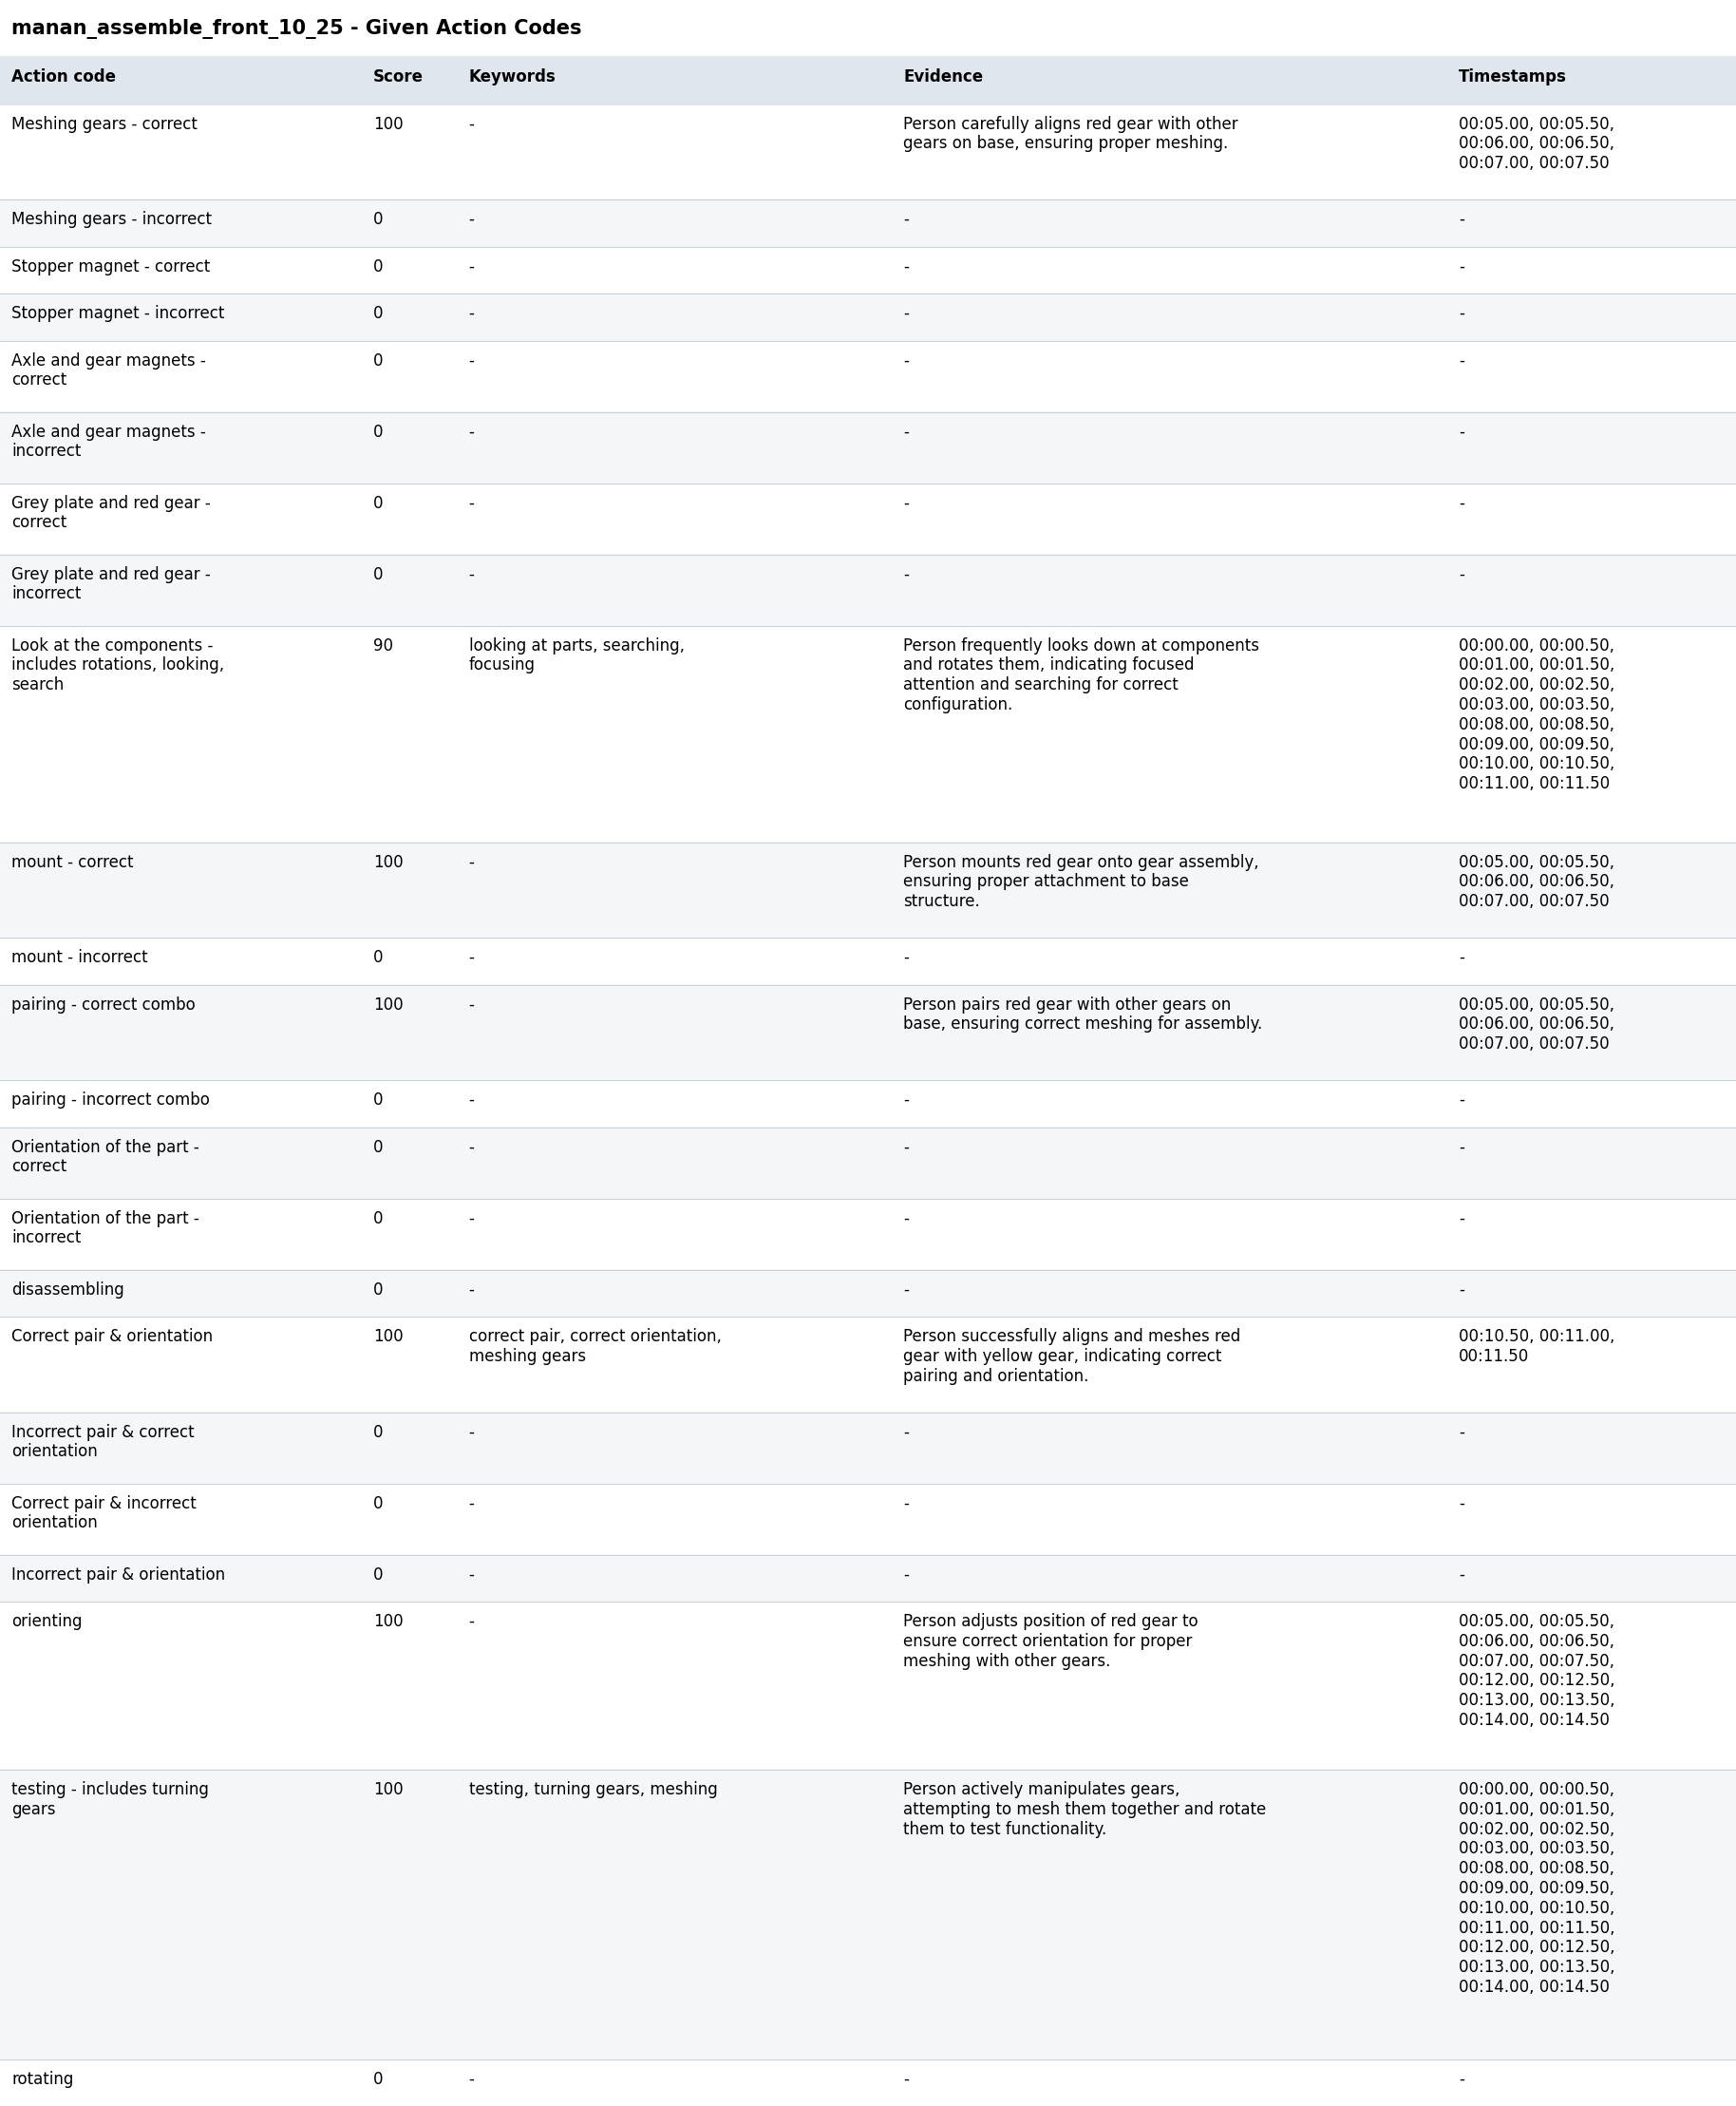 manan_assemble_front_10_25 - Given Action Codes
Action code Score Keywords Evidence Timestamps
Meshing gears - correct 100 - Person carefully aligns red gear with other 00:05.00, 00:05.50,
gears on base, ensuring proper meshing. 00:06.00, 00:06.50,
00:07.00, 00:07.50
Meshing gears - incorrect 0 - - -
Stopper magnet - correct 0 - - -
Stopper magnet - incorrect 0 - - -
Axle and gear magnets - 0 - - -
correct
Axle and gear magnets - 0 - - -
incorrect
Grey plate and red gear - 0 - - -
correct
Grey plate and red gear - 0 - - -
incorrect
Look at the components - 90 looking at parts, searching, Person frequently looks down at components 00:00.00, 00:00.50,
includes rotations, looking, focusing and rotates them, indicating focused 00:01.00, 00:01.50,
search attention and searching for correct 00:02.00, 00:02.50,
configuration. 00:03.00, 00:03.50,
00:08.00, 00:08.50,
00:09.00, 00:09.50,
00:10.00, 00:10.50,
00:11.00, 00:11.50
mount - correct 100 - Person mounts red gear onto gear assembly, 00:05.00, 00:05.50,
ensuring proper attachment to base 00:06.00, 00:06.50,
structure. 00:07.00, 00:07.50
mount - incorrect 0 - - -
pairing - correct combo 100 - Person pairs red gear with other gears on 00:05.00, 00:05.50,
base, ensuring correct meshing for assembly. 00:06.00, 00:06.50,
00:07.00, 00:07.50
pairing - incorrect combo 0 - - -
Orientation of the part - 0 - - -
correct
Orientation of the part - 0 - - -
incorrect
disassembling 0 - - -
Correct pair & orientation 100 correct pair, correct orientation, Person successfully aligns and meshes red 00:10.50, 00:11.00,
meshing gears gear with yellow gear, indicating correct 00:11.50
pairing and orientation.
Incorrect pair & correct 0 - - -
orientation
Correct pair & incorrect 0 - - -
orientation
Incorrect pair & orientation 0 - - -
orienting 100 - Person adjusts position of red gear to 00:05.00, 00:05.50,
ensure correct orientation for proper 00:06.00, 00:06.50,
meshing with other gears. 00:07.00, 00:07.50,
00:12.00, 00:12.50,
00:13.00, 00:13.50,
00:14.00, 00:14.50
testing - includes turning 100 testing, turning gears, meshing Person actively manipulates gears, 00:00.00, 00:00.50,
gears attempting to mesh them together and rotate 00:01.00, 00:01.50,
them to test functionality. 00:02.00, 00:02.50,
00:03.00, 00:03.50,
00:08.00, 00:08.50,
00:09.00, 00:09.50,
00:10.00, 00:10.50,
00:11.00, 00:11.50,
00:12.00, 00:12.50,
00:13.00, 00:13.50,
00:14.00, 00:14.50
rotating 0 - - -